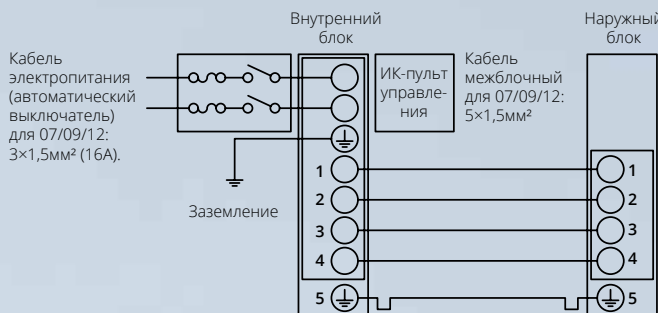 Внутренний
блок
Наружный
блок
Кабель
электропитания
(автоматический
выключатель)
для 07/09/12:
3×1,5мм² (16А).
ИК-пульт
управле-
ния
Кабель
межблочный
для 07/09/12:
5×1,5мм²
Заземление
1
2
3
4
5
1
2
3
4
5